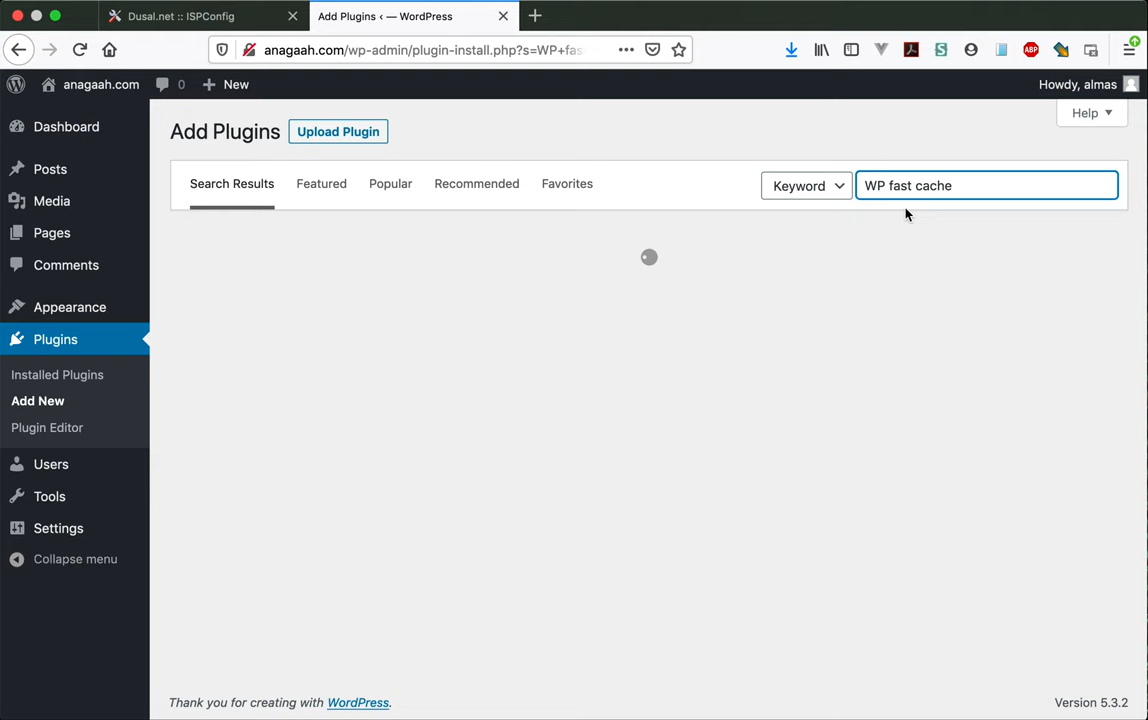 Dusal.net :: ISPConfig
Add Plugins ‹ — WordPress
anagaah.com/wp-admin/plugin-install.php?s=WP+fas
ABP
anagaah.com
0
New
Howdy, almas
Dashboard
Posts
Media
Pages
Comments
Appearance
Plugins
Installed Plugins
Add New
Plugin Editor
Users
Tools
Settings
Collapse menu
Help
Add Plugins
Upload Plugin
Search Results
Featured
Popular
Recommended
Favorites
Keyword
WP fast cache
Thank you for creating with WordPress.
Version 5.3.2